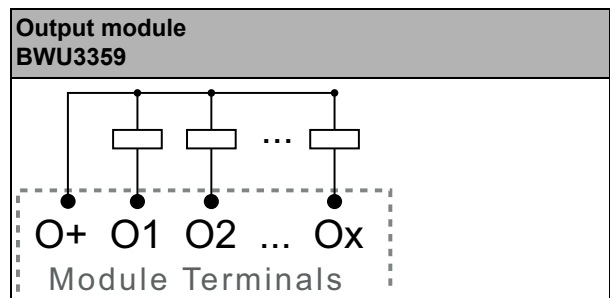 Output module
BWU3359
...
O+ O1 O2 ... Ox
Module Terminals